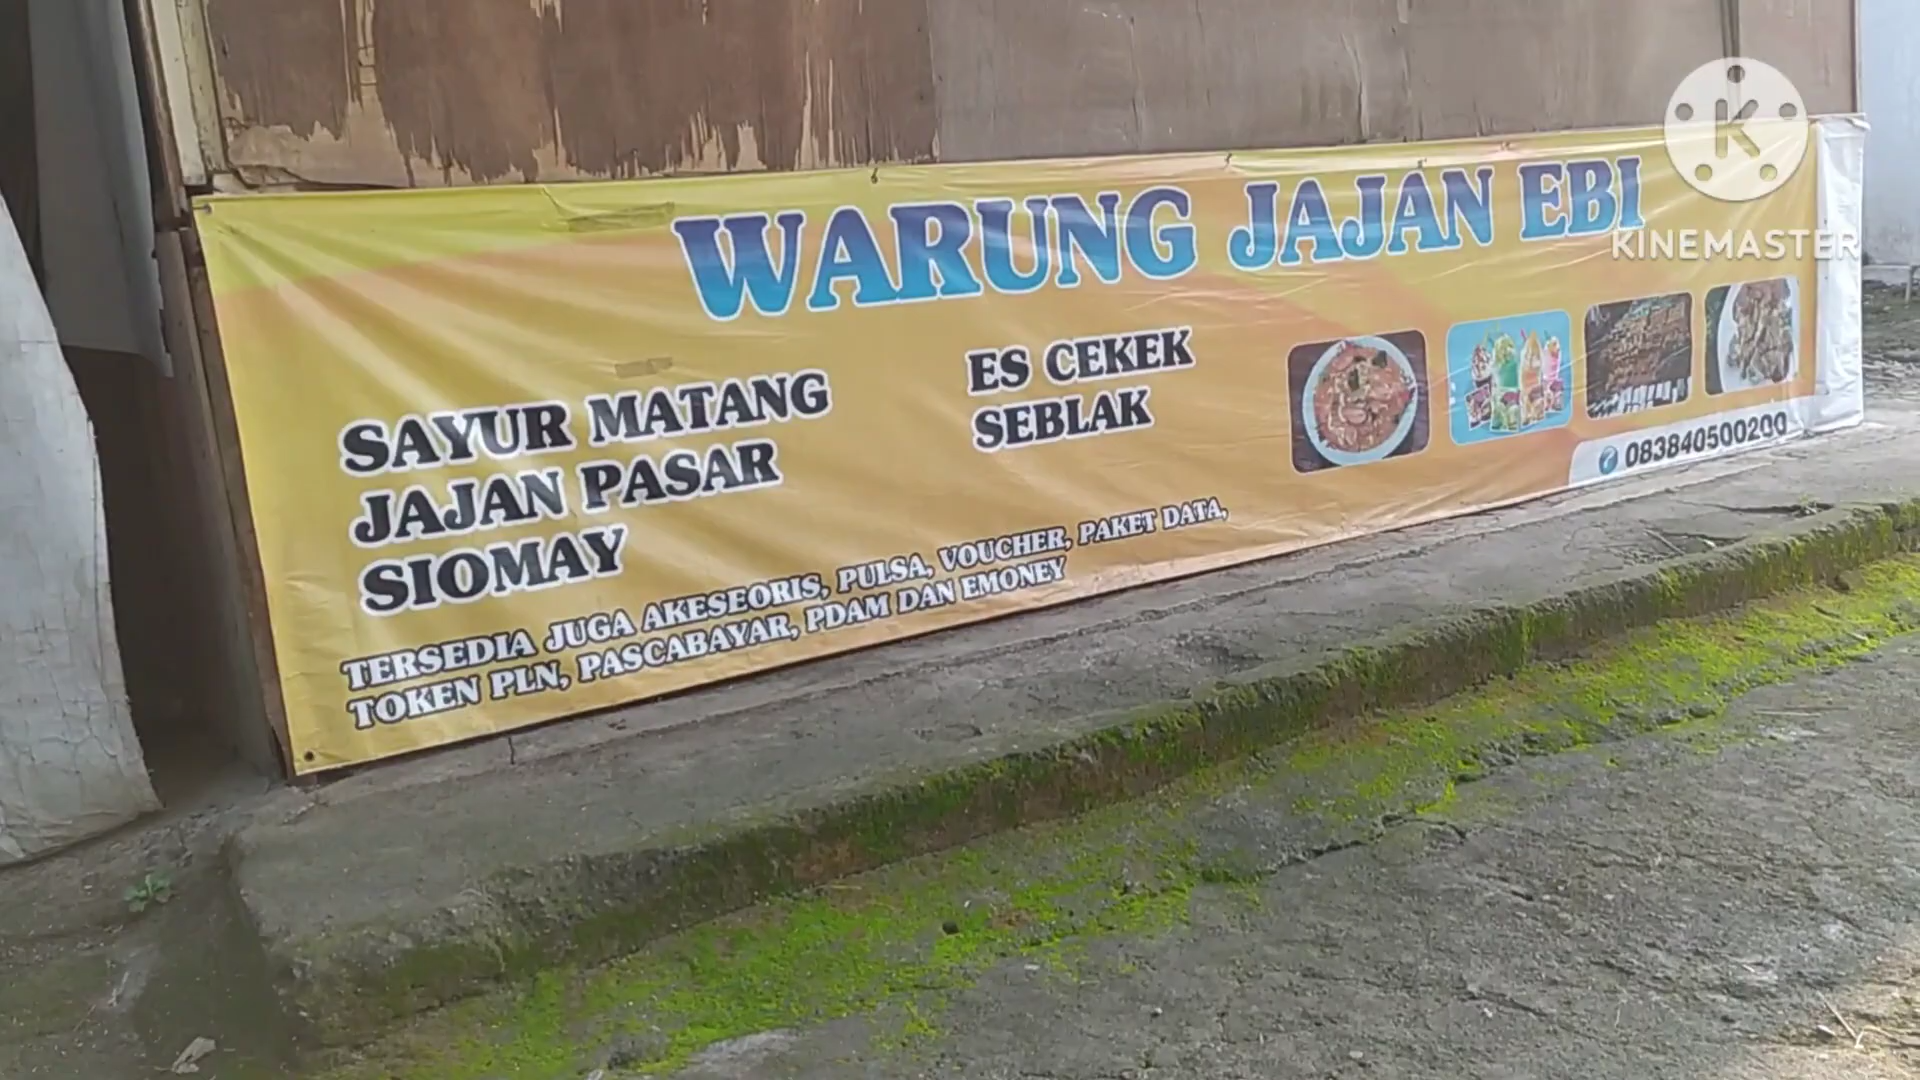 WARUNG JAJAN EBI
SAYUR MATANG
JAJAN PASAR
SIOMAY
ES CEKEK
SEBLAK
TERSEDIA JUGA AKESEORIS, PULSA, VOUCHER, PAKET DATA,
TOKEN PLN, PASCABAYAR, PDAM DAN EMONEY
083840500200
K
KINEMASTER